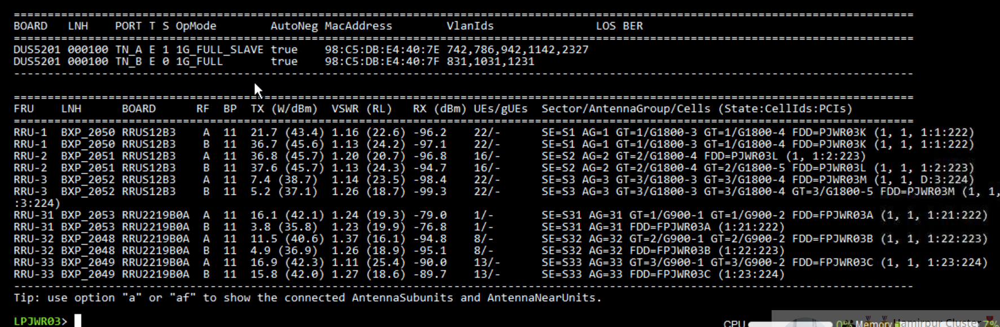 ====================================================================================================================================
BOARD   LNH    PORT T S OpMode        AutoNeg MacAddress        VlanIds               LOS BER
====================================================================================================================================
DUS5201 000100 TN_A E 1 1G_FULL_SLAVE true    98:C5:DB:E4:40:7E 742,786,942,1142,2327
DUS5201 000100 TN_B E 0 1G_FULL       true    98:C5:DB:E4:40:7F 831,1031,1231
------------------------------------------------------------------------------------------------------------------------------------
====================================================================================================================================
FRU    LNH      BOARD      RF  BP  TX (W/dBm)  VSWR (RL)   RX (dBm) UEs/gUEs  Sector/AntennaGroup/Cells (State:CellIds:PCIs)
====================================================================================================================================
RRU-1  BXP_2050 RRUS12B3    A  11  21.7 (43.4) 1.16 (22.6) -96.2    22/-      SE=S1 AG=1 GT=1/G1800-3 GT=1/G1800-4 FDD=PJWR03K (1, 1, 1:1:222)
RRU-1  BXP_2050 RRUS12B3    B  11  36.7 (45.6) 1.13 (24.2) -97.1    22/-      SE=S1 AG=1 GT=1/G1800-3 GT=1/G1800-4 FDD=PJWR03K (1, 1, 1:1:222)
RRU-2  BXP_2051 RRUS12B3    A  11  36.8 (45.7) 1.20 (20.7) -96.8    16/-      SE=S2 AG=2 GT=2/G1800-4 FDD=PJWR03L (1, 1:2:223)
RRU-2  BXP_2051 RRUS12B3    B  11  37.6 (45.7) 1.13 (24.3) -94.7    16/-      SE=S2 AG=2 GT=2/G1800-4 GT=2/G1800-5 FDD=PJWR03L (1, 1, 1:2:223)
RRU-3  BXP_2052 RRUS12B3    A  11  7.4 (38.7)  1.14 (23.5) -98.4    22/-      SE=S3 AG=3 GT=3/G1800-3 GT=3/G1800-4 FDD=PJWR03M (1, 1, D:3:224)
RRU-3  BXP_2052 RRUS12B3    B  11  5.2 (37.1)  1.26 (18.7) -99.3    22/-      SE=S3 AG=3 GT=3/G1800-3 GT=3/G1800-4 GT=3/G1800-5 FDD=PJWR03M (1, 1,
:3:224)
RRU-31 BXP_2053 RRU2219B0A  A  11  16.1 (42.1) 1.24 (19.3) -79.0    1/-       SE=S31 AG=31 GT=1/G900-1 GT=1/G900-2 FDD=FPJWR03A (1, 1, 1:21:222)
RRU-31 BXP_2053 RRU2219B0A  B  11  3.8 (35.8)  1.23 (19.9) -76.8    1/-       SE=S31 AG=31 FDD=FPJWR03A (1:21:222)
RRU-32 BXP_2048 RRU2219B0A  A  11  11.5 (40.6) 1.37 (16.1) -94.8    8/-       SE=S32 AG=32 GT=2/G900-1 GT=2/G900-2 FDD=FPJWR03B (1, 1, 1:22:223)
RRU-32 BXP_2048 RRU2219B0A  B  11  4.9 (36.9)  1.26 (18.9) -95.1    8/-       SE=S32 AG=32 FDD=FPJWR03B (1:22:223)
RRU-33 BXP_2049 RRU2219B0A  A  11  16.9 (42.3) 1.11 (25.4) -90.0    13/-      SE=S33 AG=33 GT=3/G900-1 GT=3/G900-2 FDD=FPJWR03C (1, 1, 1:23:224)
RRU-33 BXP_2049 RRU2219B0A  B  11  15.8 (42.0) 1.27 (18.6) -89.7    13/-      SE=S33 AG=33 FDD=FPJWR03C (1:23:224)
------------------------------------------------------------------------------------------------------------------------------------
Tip: use option "a" or "af" to show the connected AntennaSubunits and AntennaNearUnits.
LPJWR03>
CPU 0% Memory 7%
Hamirpur Cluster